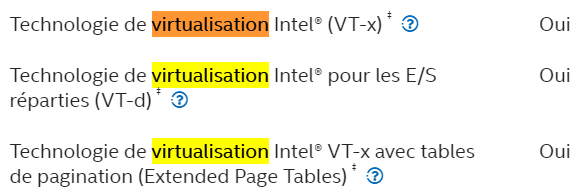 Technologie de virtualisation Intel® (VT-x) ‡ Oui
Technologie de virtualisation Intel® pour les E/S Oui
réparties (VT-d) ‡
Technologie de virtualisation Intel® VT-x avec tables Oui
de pagination (Extended Page Tables) ‡